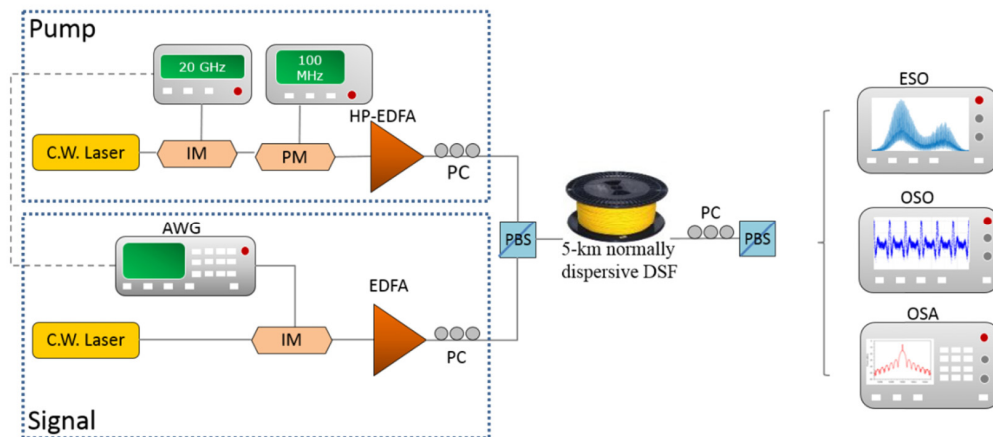 Pump
20 GHz
100
MHz
HP-EDFA
C.W. Laser
IM
PM
PC
AWG
EDFA
C.W. Laser
IM
PC
Signal
PBS
5-km normally
dispersive DSF
PC
PBS
ESO
OSO
OSA